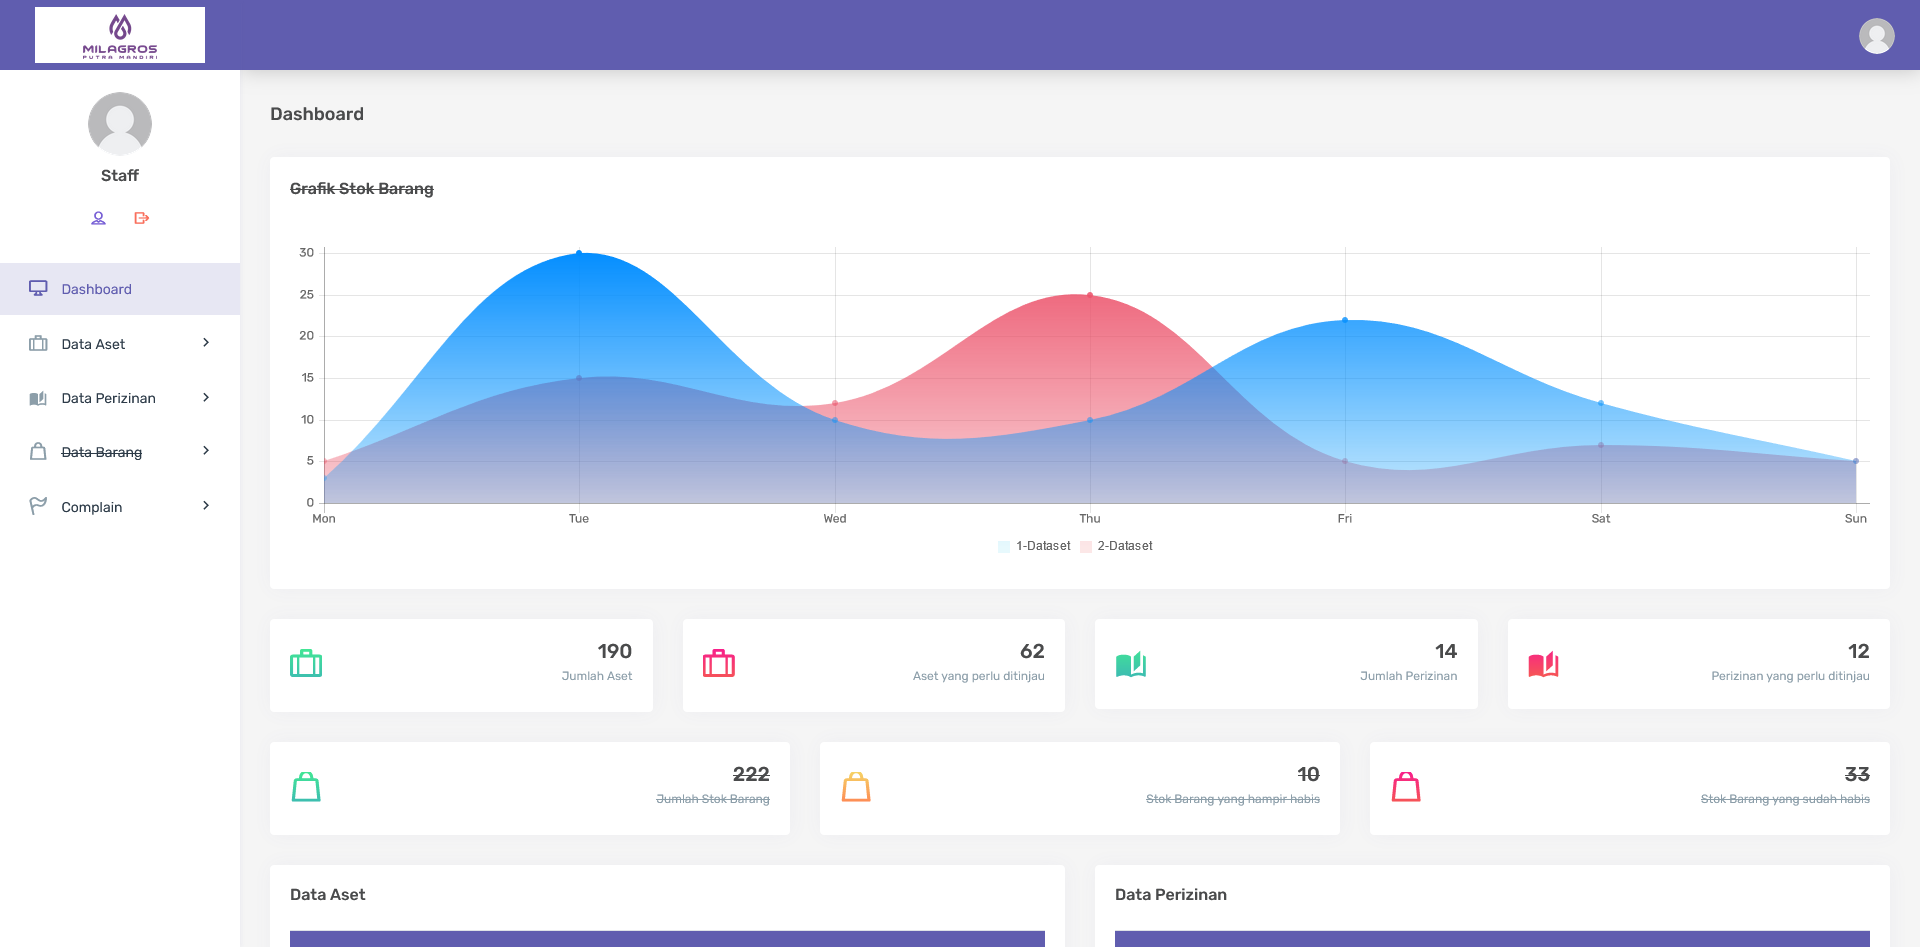 MILAGROS
PUTRA MANDIRI
Staff
Dashboard
Data Aset
Data Perizinan
Data Barang
Complain
Dashboard
Grafik Stok Barang
30
25
20
15
10
5
0
Mon Tue Wed Thu Fri Sat Sun
1-Dataset 2-Dataset
190
Jumlah Aset
62
Aset yang perlu ditinjau
14
Jumlah Perizinan
12
Perizinan yang perlu ditinjau
222
Jumlah Stok Barang
10
Stok Barang yang hampir habis
33
Stok Barang yang sudah habis
Data Aset
Data Perizinan